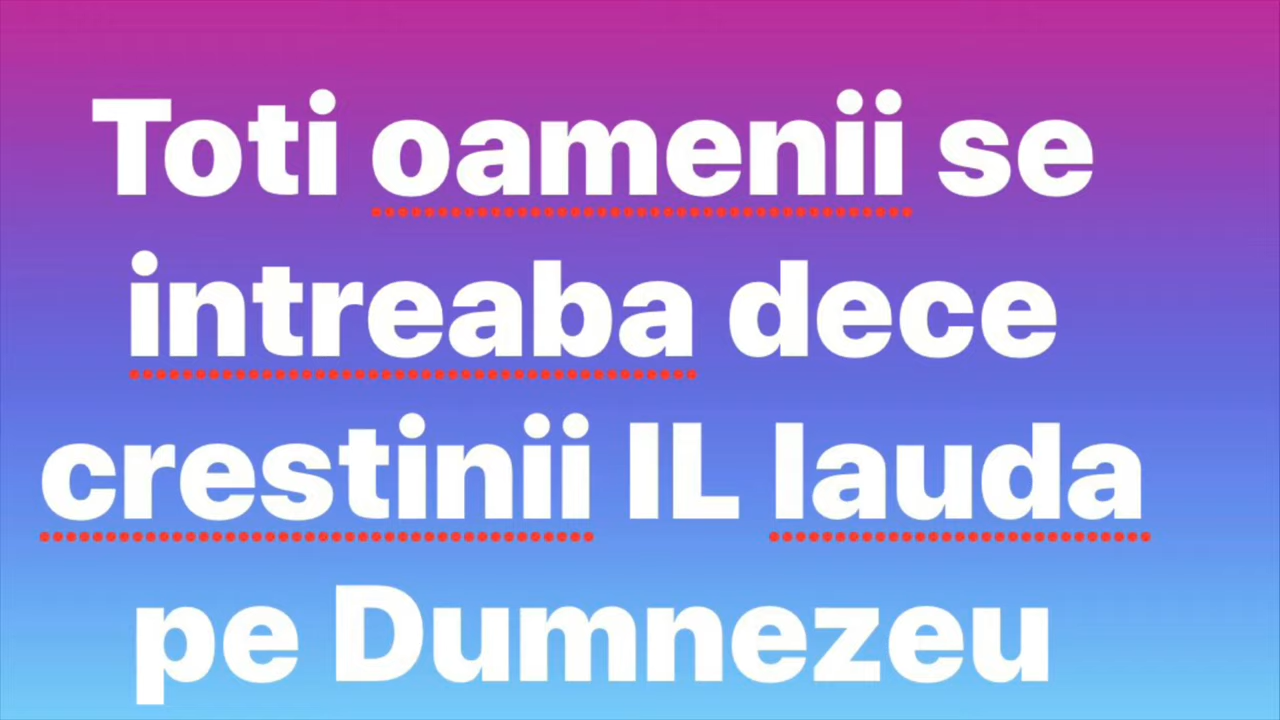 Toti oamenii se
intreaba dece
crestinii IL lauda
pe Dumnezeu